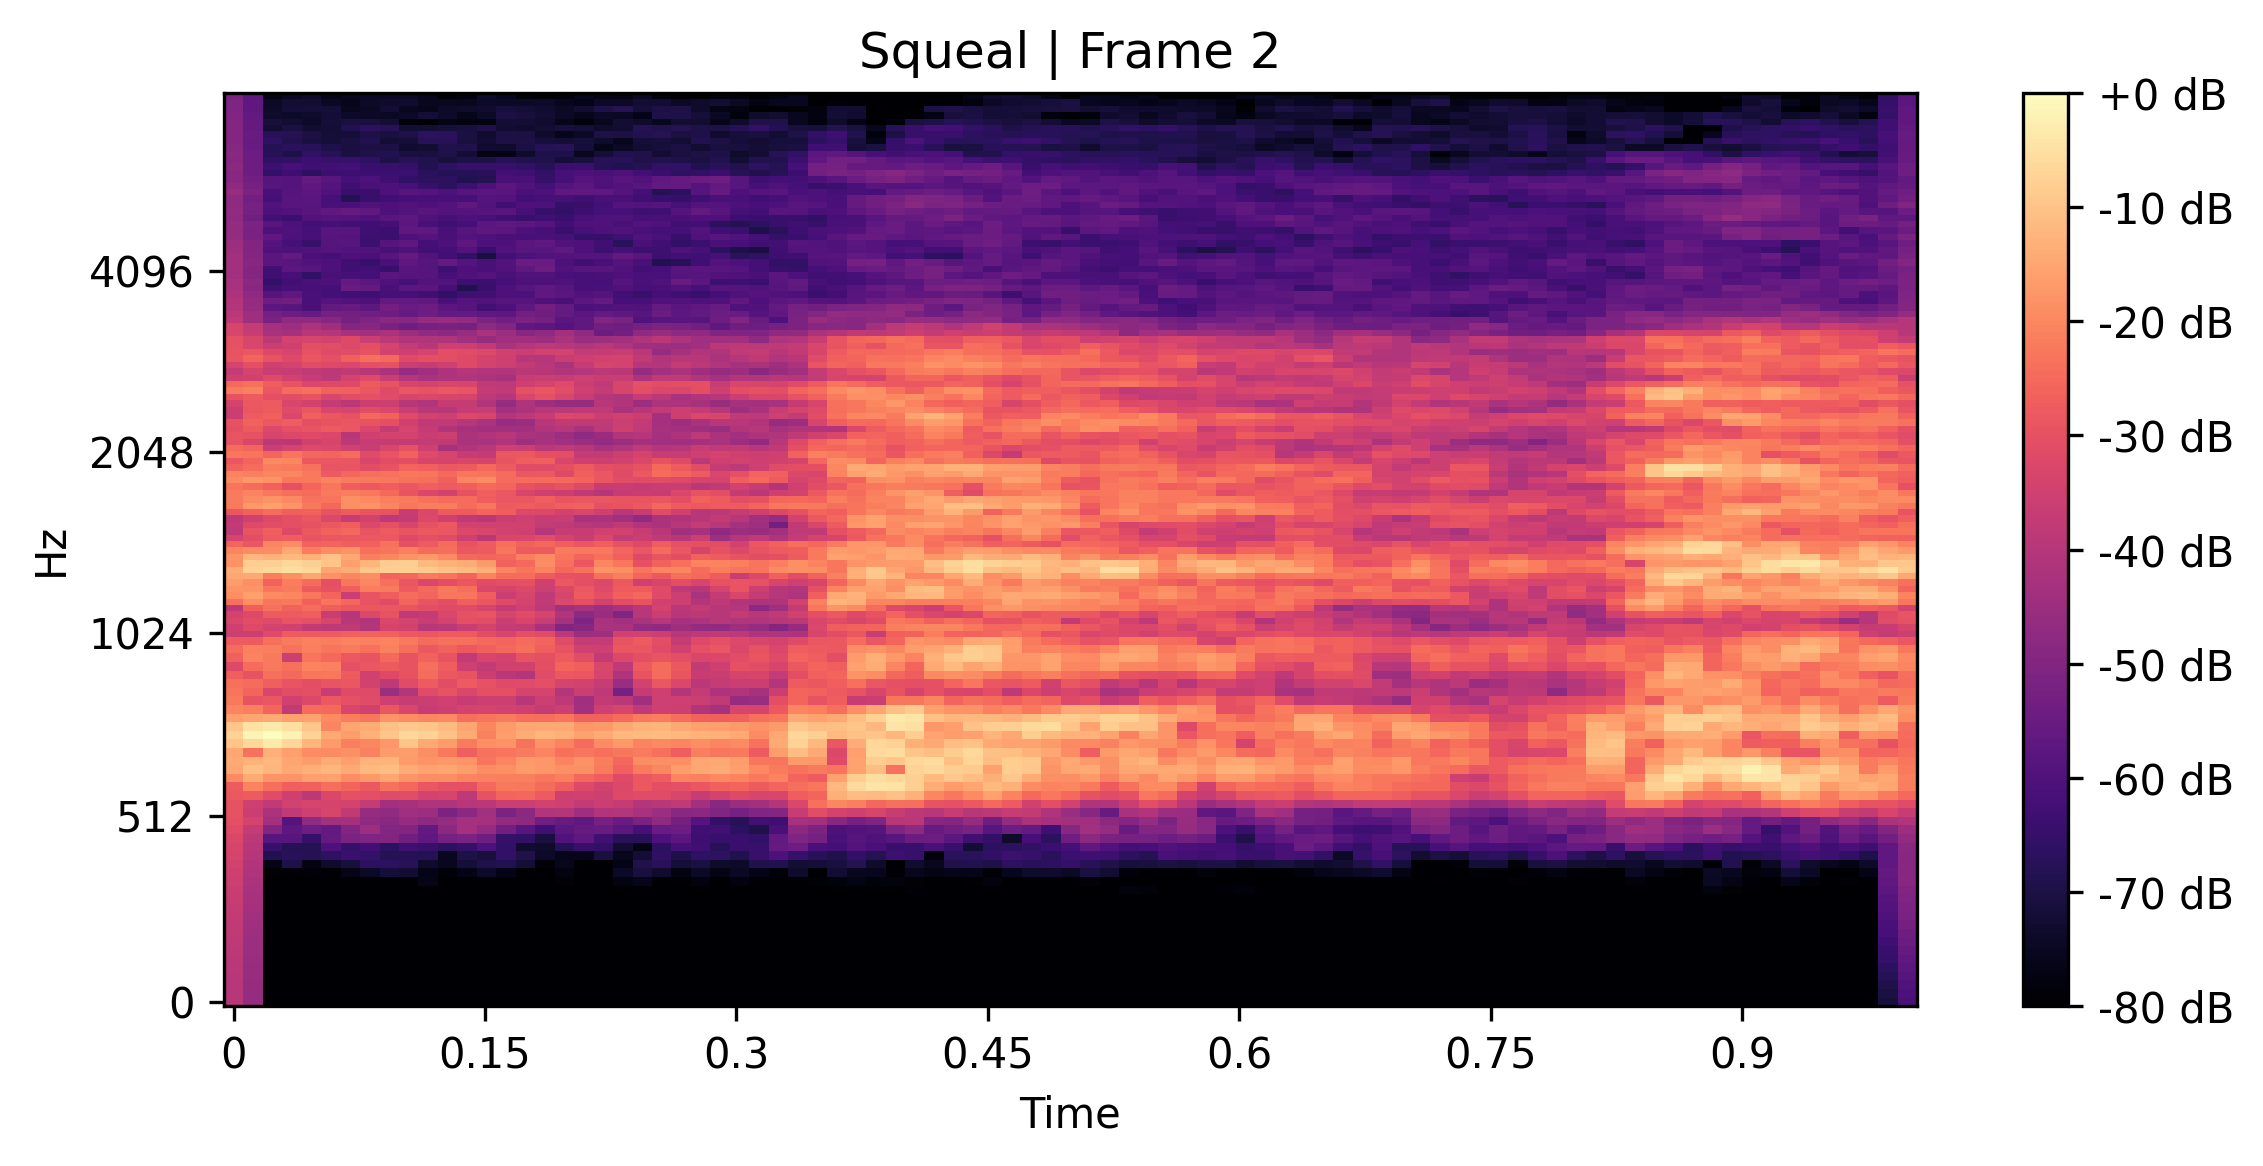 Squeal | Frame 2
+0 dB
-10 dB
-20 dB
-30 dB
-40 dB
-50 dB
-60 dB
-70 dB
-80 dB
Hz
4096
2048
1024
512
0
0 0.15 0.3 0.45 0.6 0.75 0.9
Time